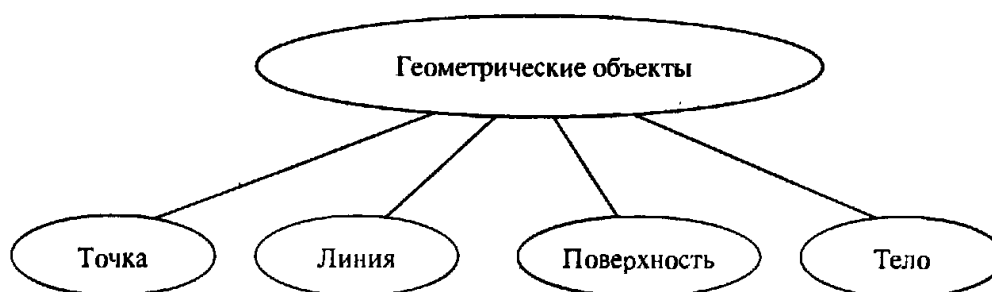 Геометрические объекты
Точка
Линия
Поверхность
Тело